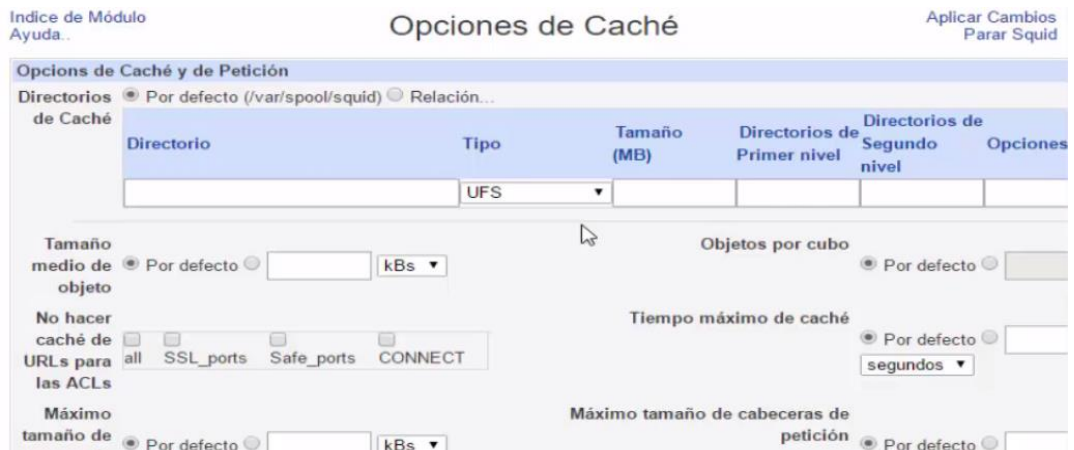 Indice de Módulo
Ayuda..
Opciones de Caché
Aplicar Cambios
Parar Squid
Opcions de Caché y de Petición
Directorios de Caché
Por defecto (/var/spool/squid) Relación...
Directorio Tipo Tamaño (MB) Directorios de Primer nivel Directorios de Segundo nivel Opciones
UFS
Tamaño medio de objeto
Por defecto kBs
Objetos por cubo
Por defecto
No hacer caché de URLs para las ACLs
all SSL_ports Safe_ports CONNECT
Tiempo máximo de caché
Por defecto
segundos
Máximo tamaño de
Por defecto kBs
Máximo tamaño de cabeceras de petición
Por defecto